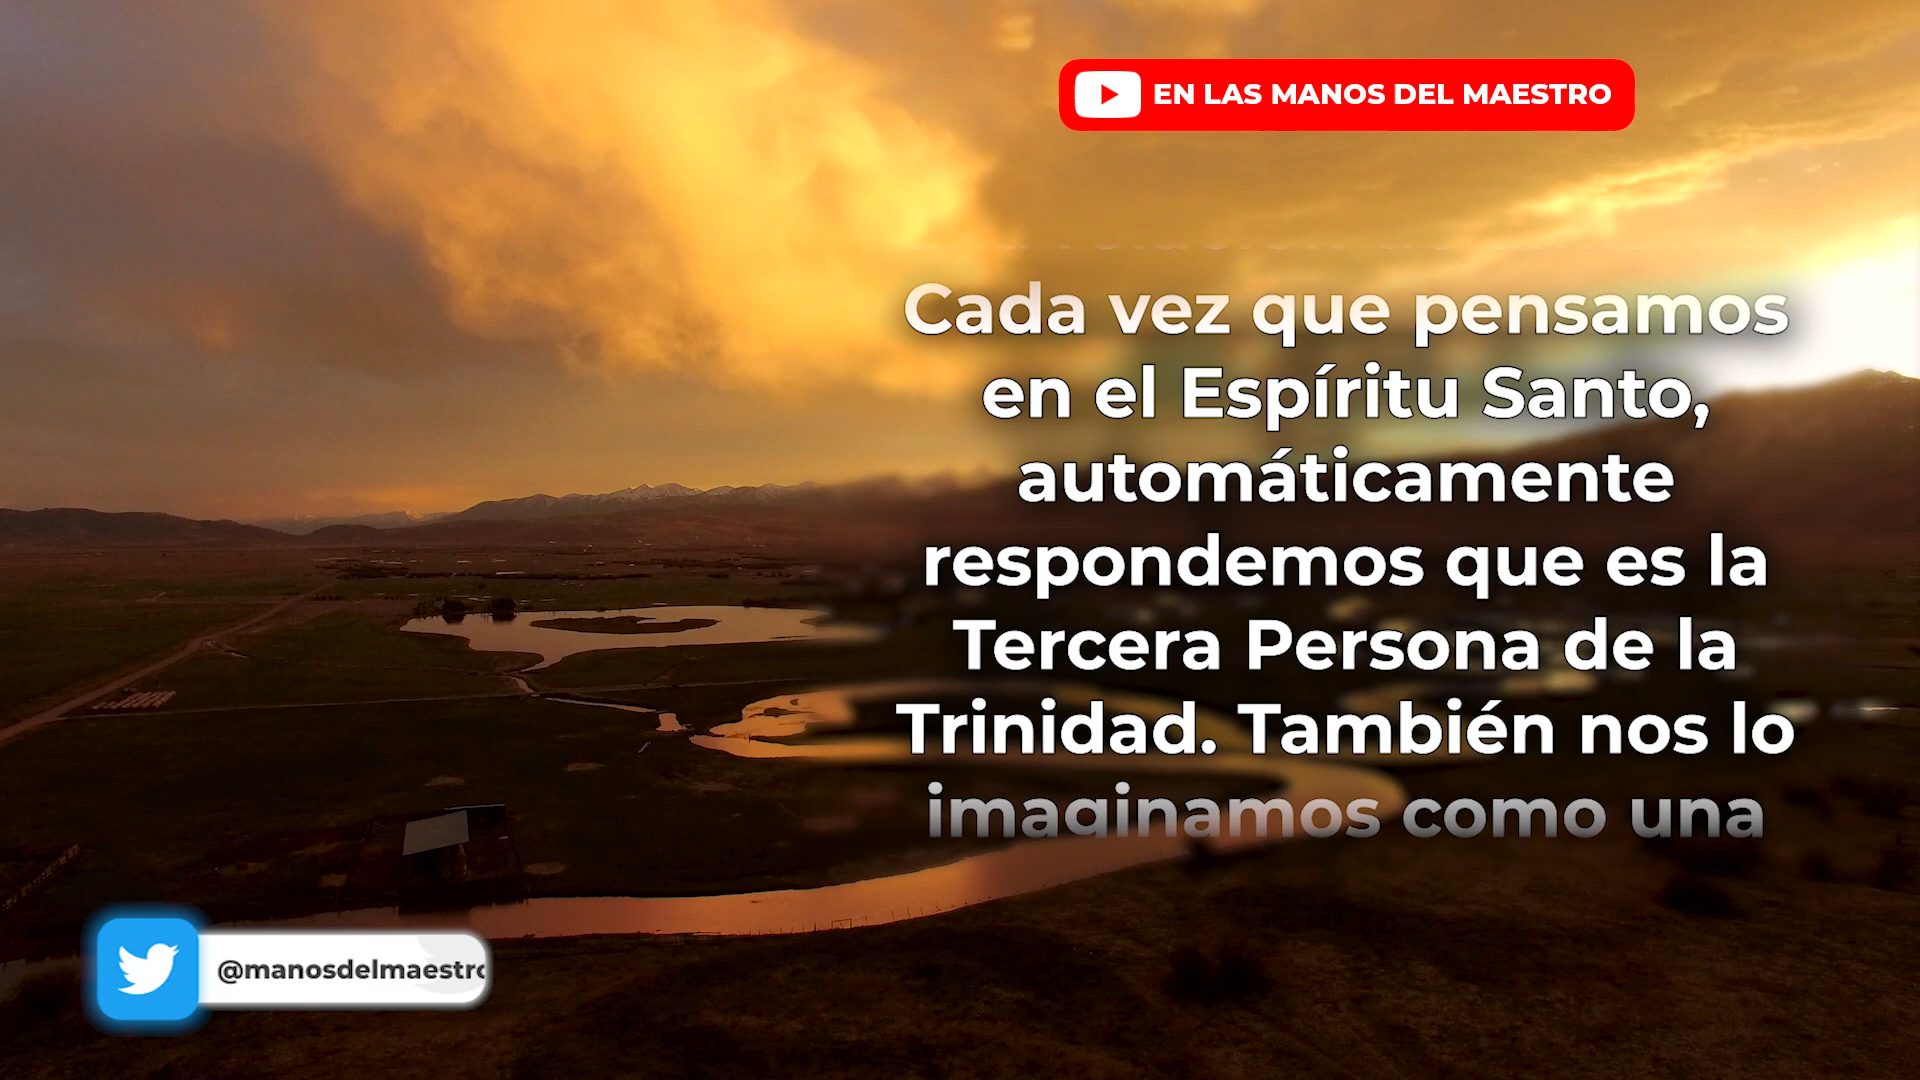 EN LAS MANOS DEL MAESTRO
Cada vez que pensamos
en el Espíritu Santo,
automáticamente
respondemos que es la
Tercera Persona de la
Trinidad. También nos lo
imaginamos como una
@manosdelmaestro